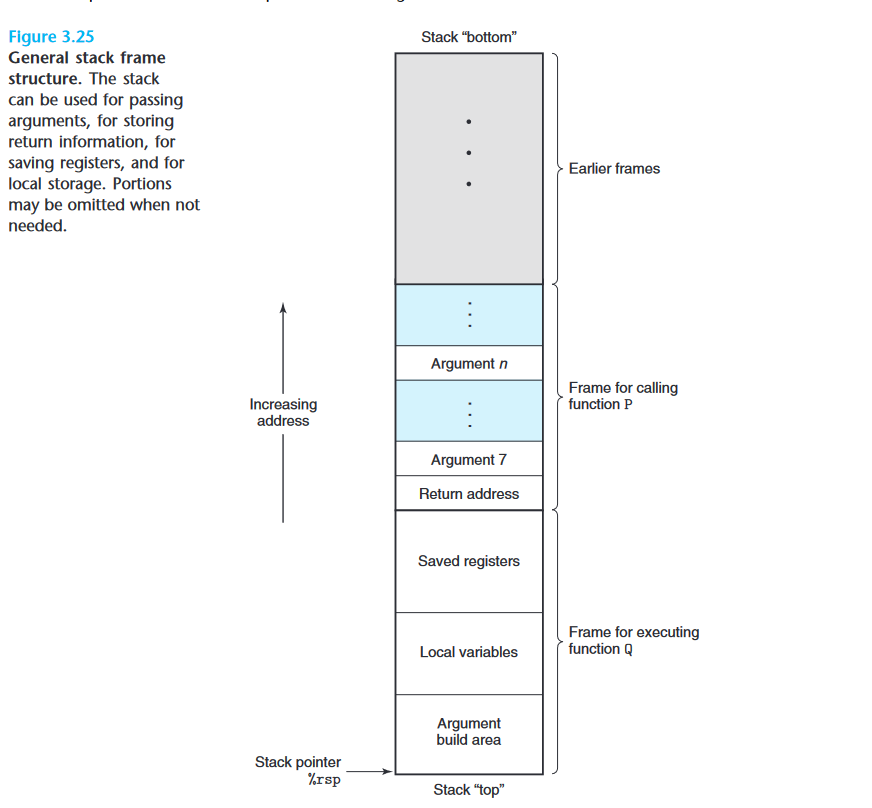 Figure 3.25
General stack frame
structure. The stack
can be used for passing
arguments, for storing
return information, for
saving registers, and for
local storage. Portions
may be omitted when not
needed.
Stack “bottom”
Earlier frames
Argument n
Frame for calling
function P
Increasing
address
Argument 7
Return address
Saved registers
Frame for executing
function Q
Local variables
Argument
build area
Stack pointer
%rsp
Stack “top”